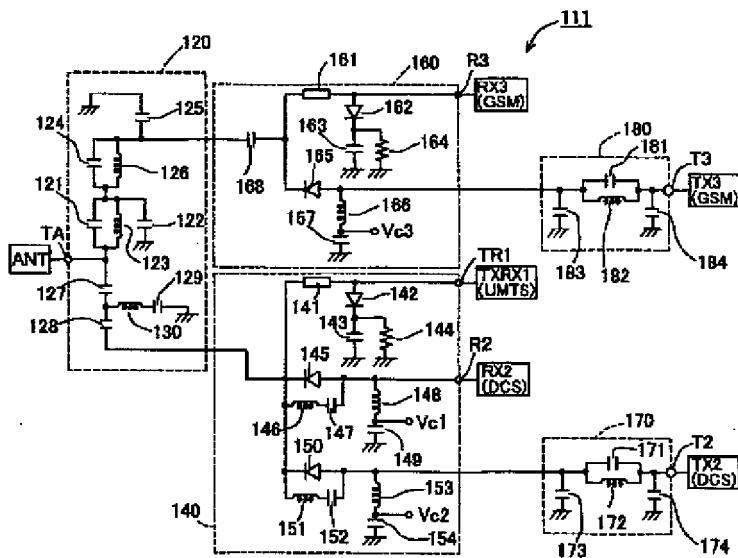 111
120
160
161
R3
RX3
(GSM)
125
162
124
163
164
180
181
T3
126
165
168
TX3
(GSM)
121
122
166
TA
167
Vc3
183
182
184
123
ANT
129
TR1
127
TXRX1
(UMTS)
141
142
128
130
143
144
R2
145
RX2
(DCS)
148
146
147
Vc1
170
149
171
T2
150
TX2
(DCS)
153
140
151
152
Vc2
154
172
173
174